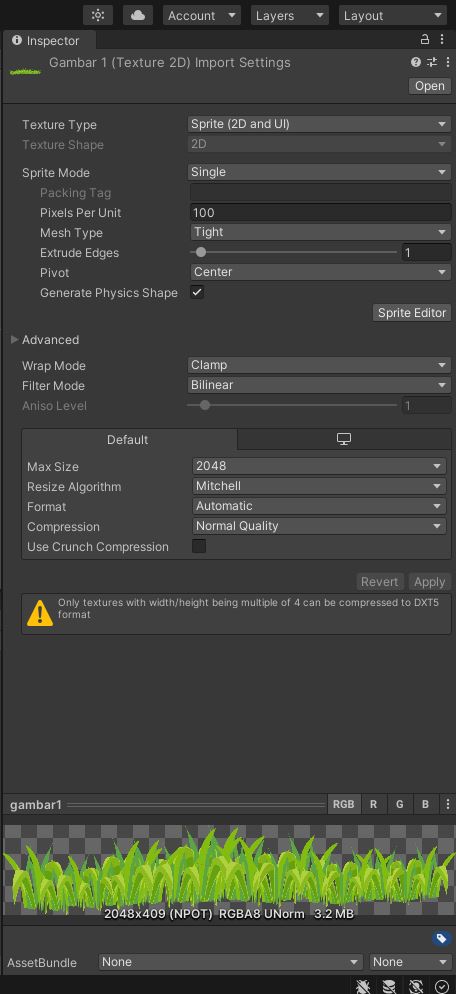 Account Layers Layout
Inspector
Gambar 1 (Texture 2D) Import Settings
Open
Texture Type Sprite (2D and UI)
Texture Shape 2D
Sprite Mode Single
Packing Tag
Pixels Per Unit 100
Mesh Type Tight
Extrude Edges 1
Pivot Center
Generate Physics Shape
Sprite Editor
Advanced
Wrap Mode Clamp
Filter Mode Bilinear
Aniso Level 1
Default
Max Size 2048
Resize Algorithm Mitchell
Format Automatic
Compression Normal Quality
Use Crunch Compression
Revert Apply
Only textures with width/height being multiple of 4 can be compressed to DXT5
format
gambar1 RGB R G B
2048x409 (NPOT) RGBA8 UNorm 3.2 MB
AssetBundle None None